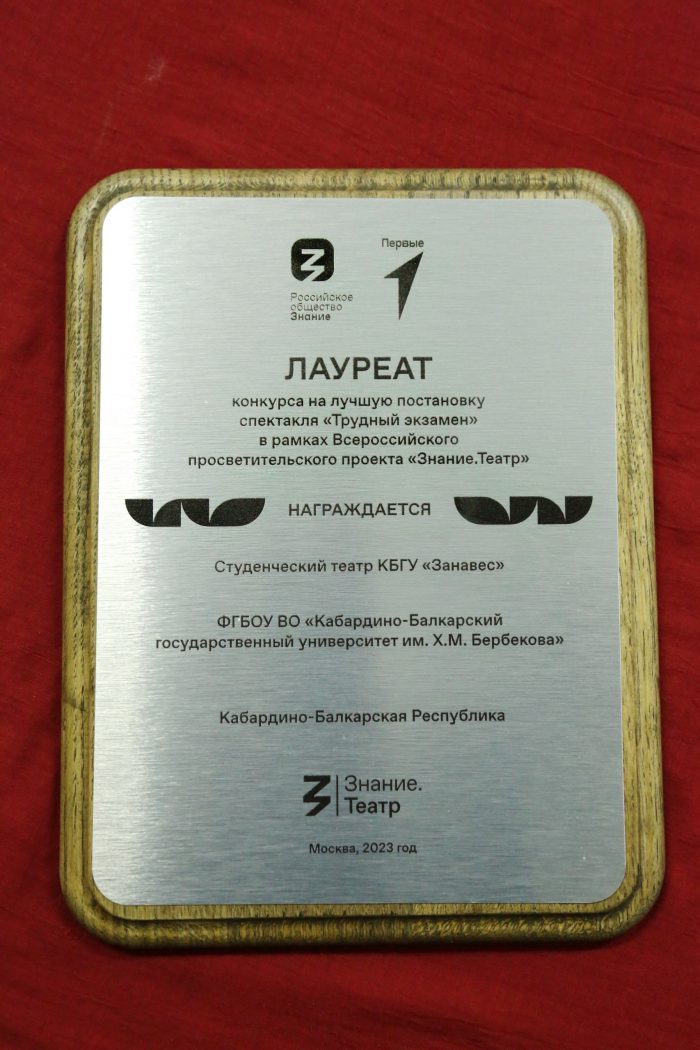 Первые
Российское
общество
Знание
ЛАУРЕАТ
конкурса на лучшую постановку
спектакля «Трудный экзамен»
в рамках Всероссийского
просветительского проекта «Знание.Театр»
НАГРАЖДАЕТСЯ
Студенческий театр КБГУ «Занавес»
ФГБОУ ВО «Кабардино-Балкарский
государственный университет им. Х.М. Бербекова»
Кабардино-Балкарская Республика
Знание.
Театр
Москва, 2023 год